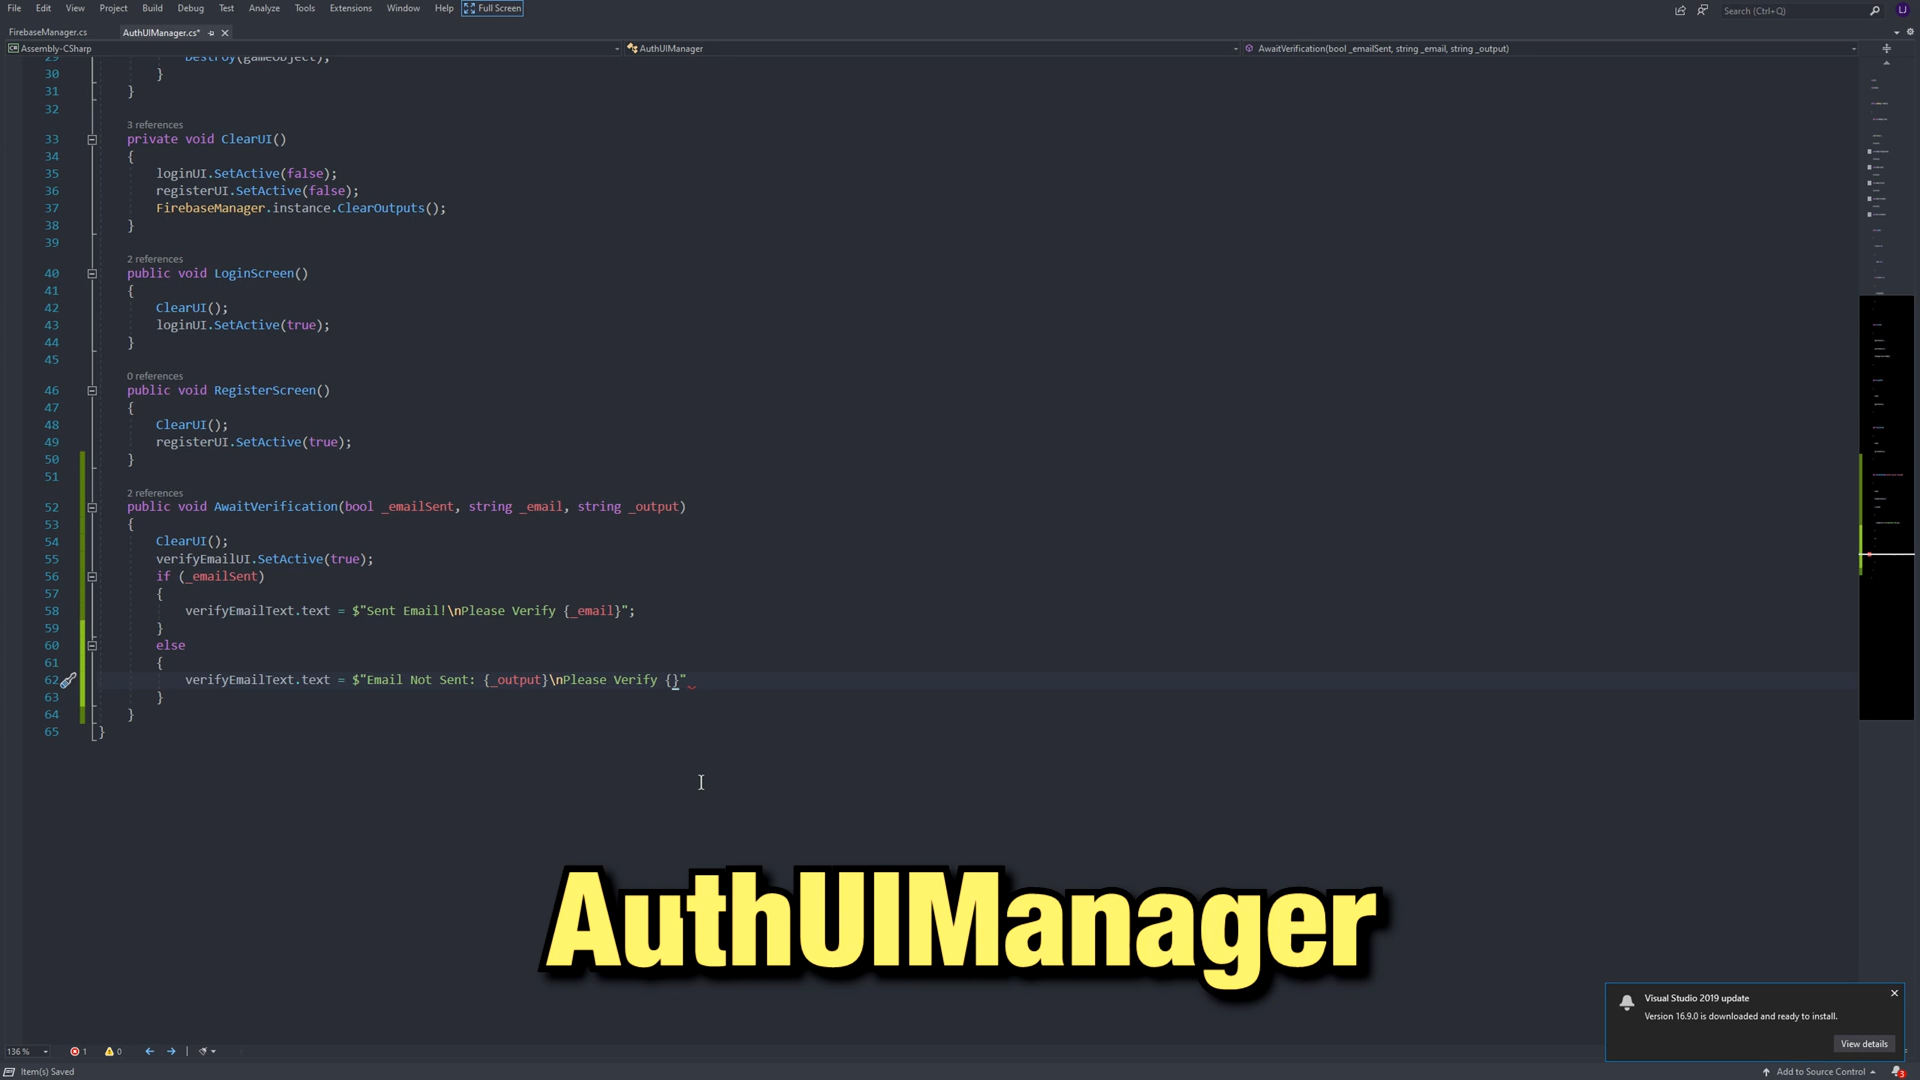 File Edit View Project Build Debug Test Analyze Tools Extensions Window Help Full Screen Search (Ctrl+Q) LJ
FirebaseManager.cs AuthUIManager.cs*
Assembly-CSharp AuthUIManager AwaitVerification(bool _emailSent, string _email, string _output)
29 Destroy(gameObject);
30 }
31 }
32
3 references
33 private void ClearUI()
34 {
35 loginUI.SetActive(false);
36 registerUI.SetActive(false);
37 FirebaseManager.instance.ClearOutputs();
38 }
39
2 references
40 public void LoginScreen()
41 {
42 ClearUI();
43 loginUI.SetActive(true);
44 }
45
0 references
46 public void RegisterScreen()
47 {
48 ClearUI();
49 registerUI.SetActive(true);
50 }
51
2 references
52 public void AwaitVerification(bool _emailSent, string _email, string _output)
53 {
54 ClearUI();
55 verifyEmailUI.SetActive(true);
56 if (_emailSent)
57 {
58 verifyEmailText.text = $"Sent Email!\nPlease Verify {_email}";
59 }
60 else
61 {
62 verifyEmailText.text = $"Email Not Sent: {_output}\nPlease Verify {}"
63 }
64 }
65 }
AuthUIManager
Visual Studio 2019 update
Version 16.9.0 is downloaded and ready to install.
View details
136 % 1 0
Item(s) Saved Add to Source Control 3